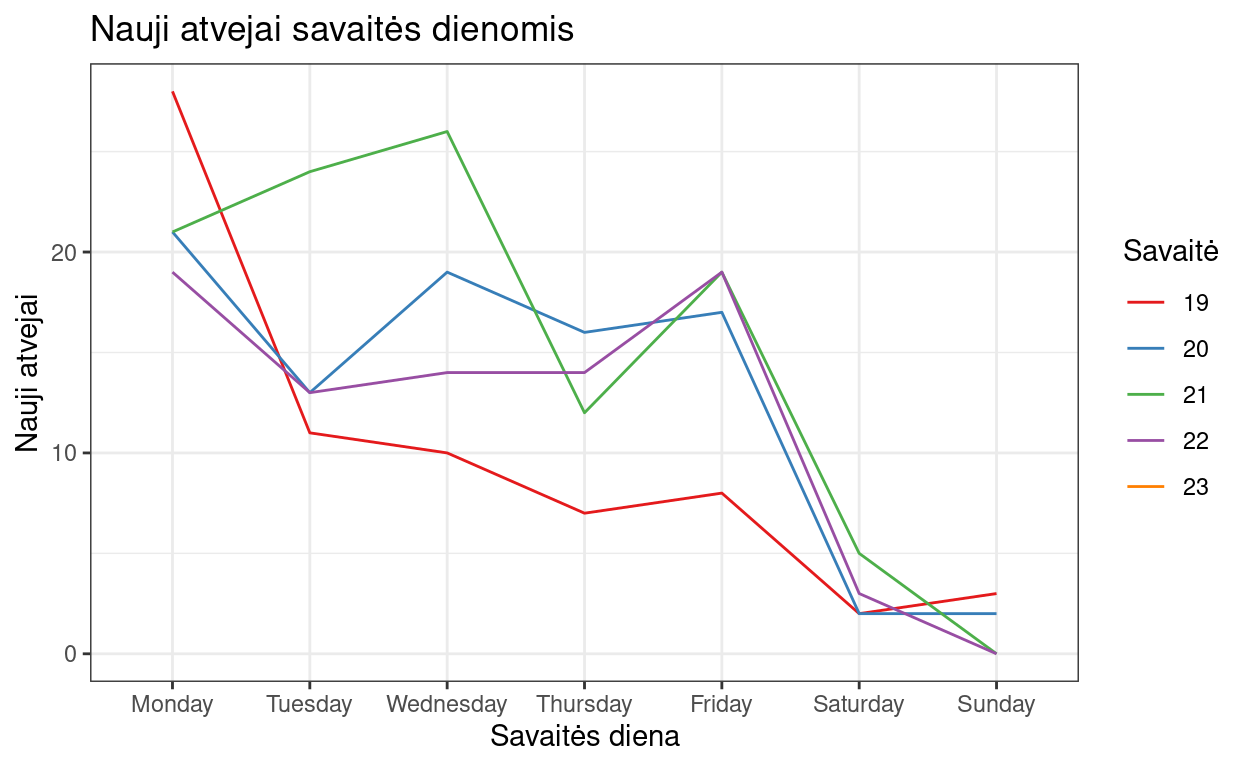 Nauji atvejai savaitės dienomis
Nauji atvejai
20
10
0
Monday Tuesday Wednesday Thursday Friday Saturday Sunday
Savaitės diena
Savaitė
19
20
21
22
23